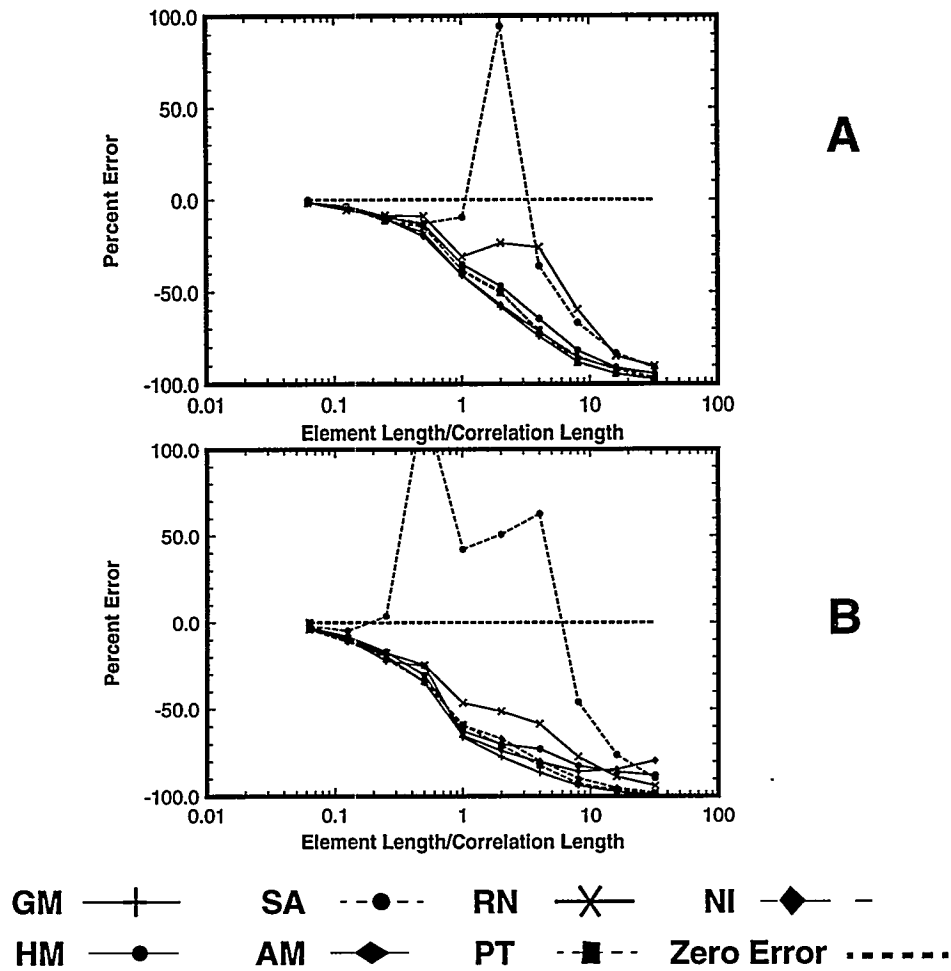 100.0
50.0
0.0
-50.0
-100.0
Percent Error
0.01
0.1
1
10
100
Element Length/Correlation Length
A
100.0
50.0
0.0
-50.0
-100.0
Percent Error
0.01
0.1
1
10
100
Element Length/Correlation Length
B
GM
SA
RN
NI
HM
AM
PT
Zero Error